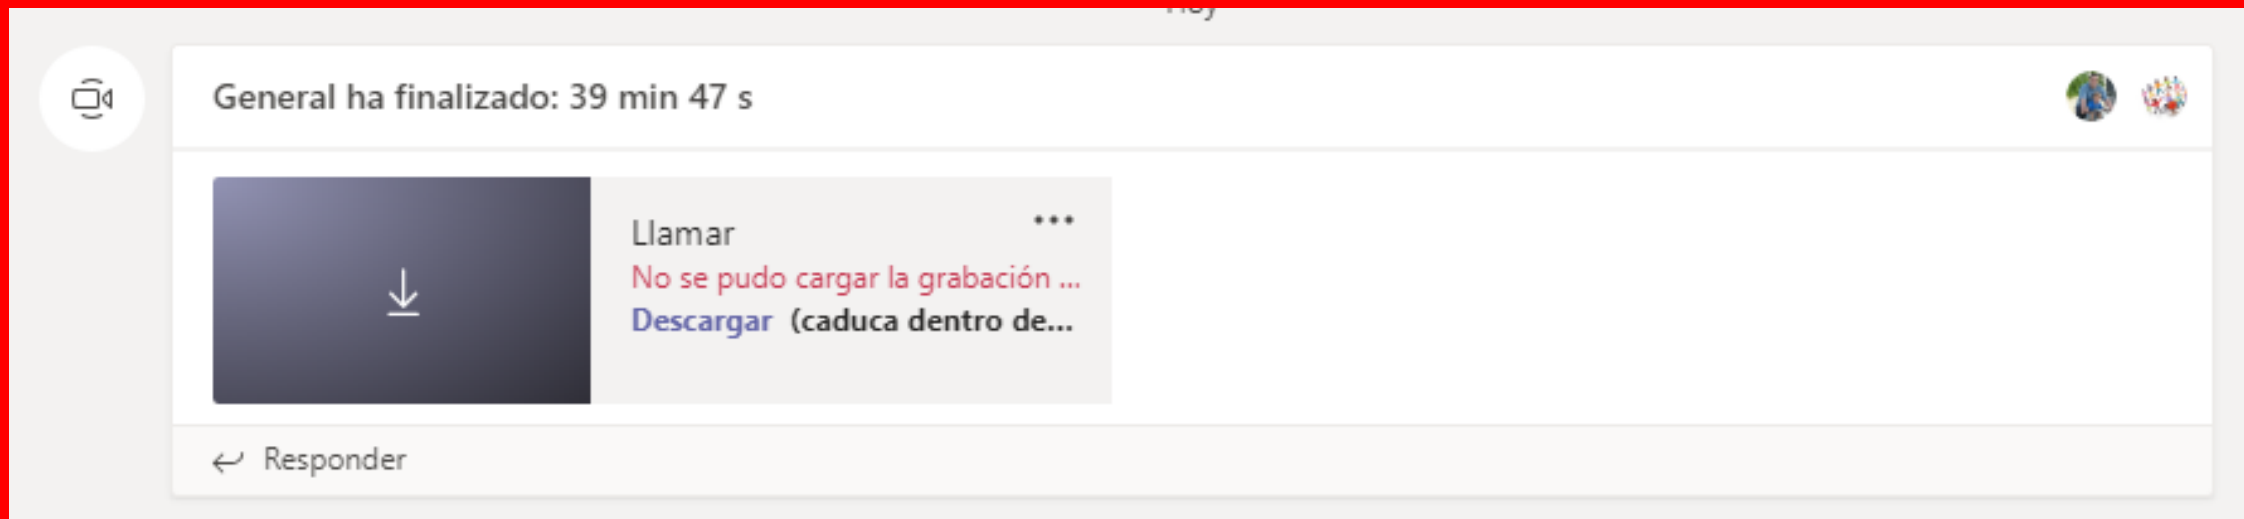 General ha finalizado: 39 min 47 s
Llamar
No se pudo cargar la grabación ...
Descargar (caduca dentro de...
Responder